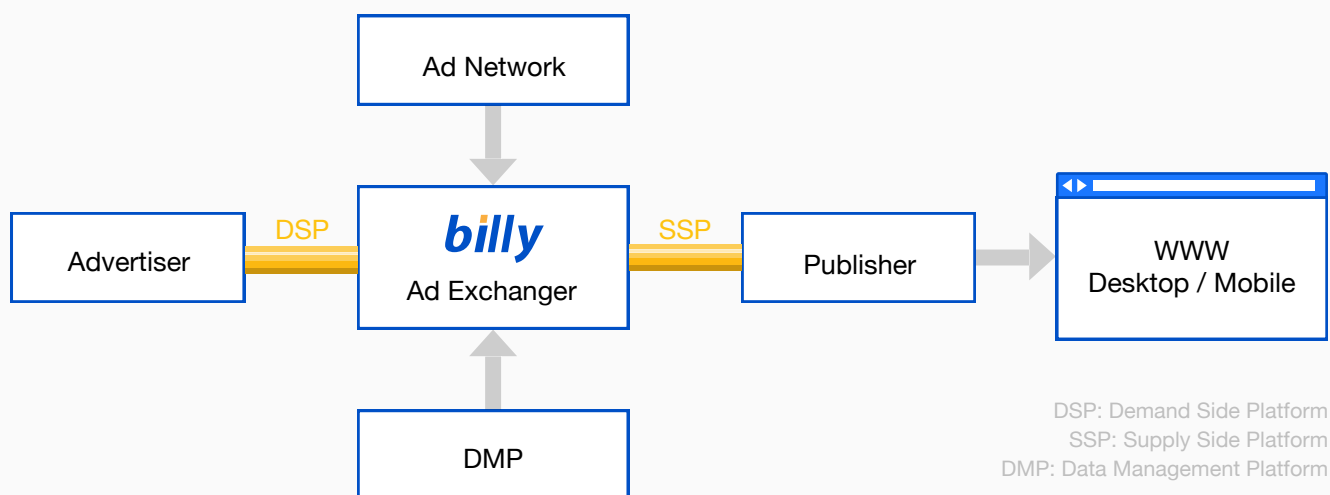 Ad Network
Advertiser
DSP
billy
Ad Exchanger
SSP
Publisher
WWW
Desktop / Mobile
DMP
DSP: Demand Side Platform
SSP: Supply Side Platform
DMP: Data Management Platform